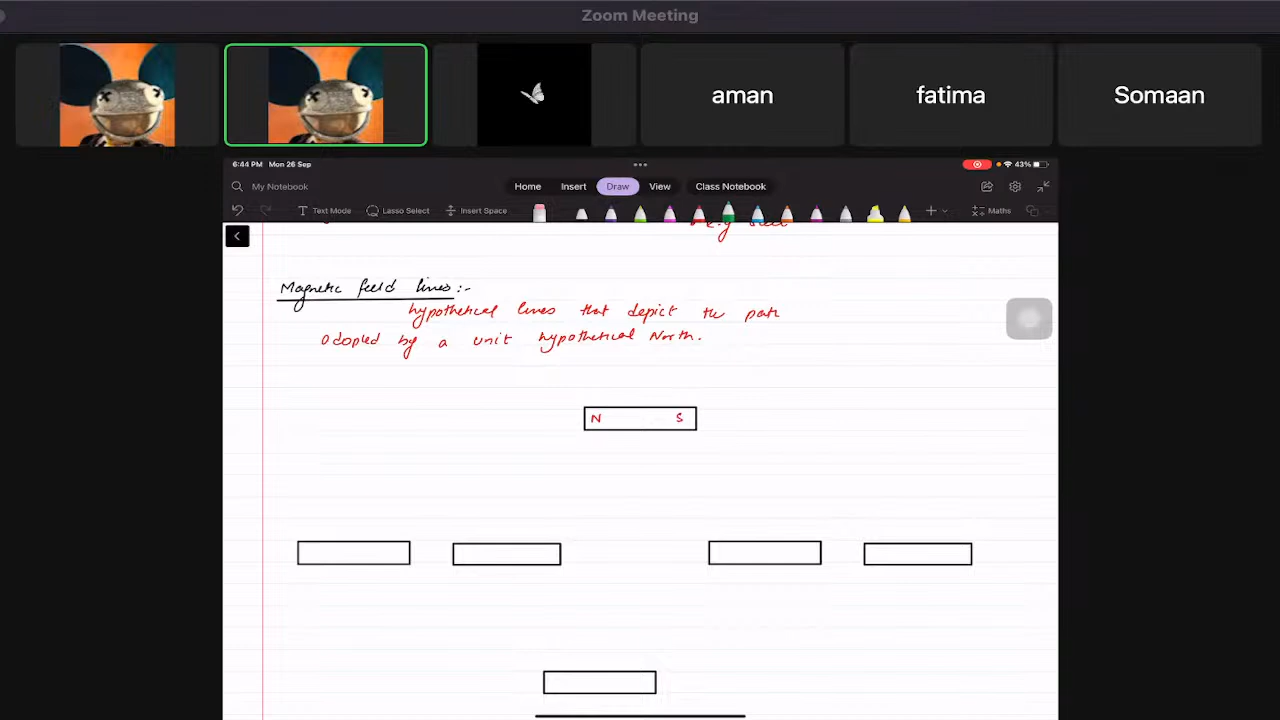 Zoom Meeting
aman
fatima
Somaan
6:44 PM Mon 26 Sep
43%
My Notebook
Home Insert Draw View Class Notebook
Text Mode Lasso Select Insert Space Maths
Magnetic field lines:-
hypothetical lines that depict the path
adopled by a unit hypothetical North.
N S